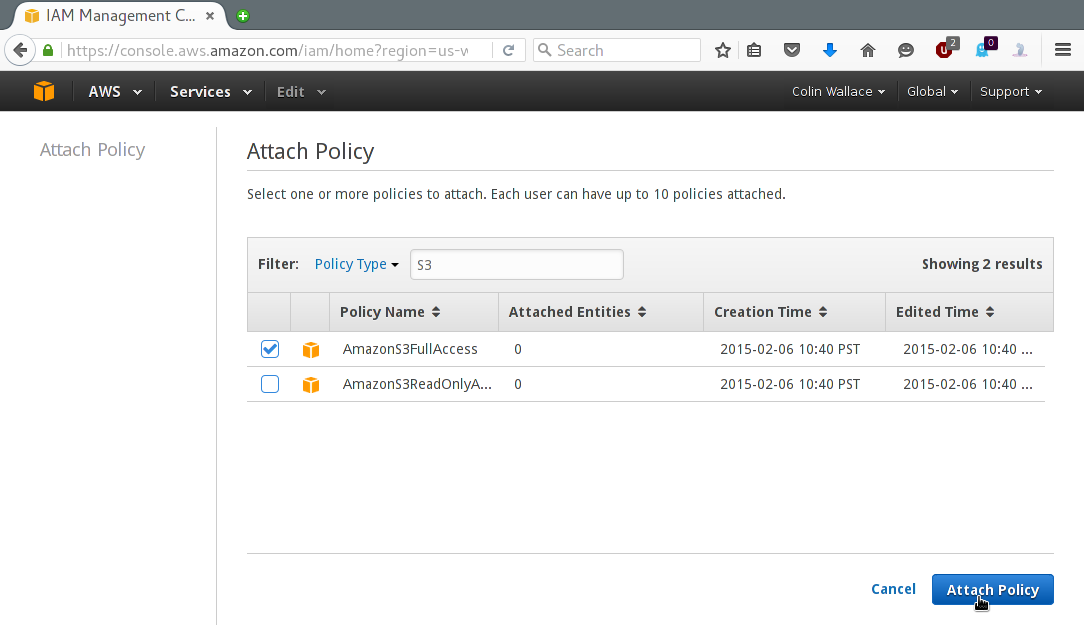 IAM Management C...
https://console.aws.amazon.com/iam/home?region=us-w
Search
2
0
AWS
Services
Edit
Colin Wallace
Global
Support
Attach Policy
Attach Policy
Select one or more policies to attach. Each user can have up to 10 policies attached.
Filter: Policy Type S3 Showing 2 results
Policy Name Attached Entities Creation Time Edited Time
AmazonS3FullAccess 0 2015-02-06 10:40 PST 2015-02-06 10:40 ...
AmazonS3ReadOnlyA... 0 2015-02-06 10:40 PST 2015-02-06 10:40 ...
Cancel Attach Policy